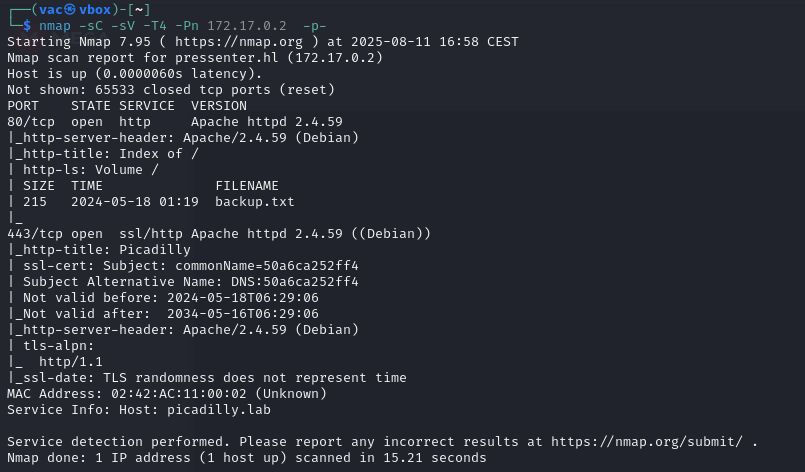 ┌──(vac㉿vbox)-[~]
└─$ nmap -sC -sV -T4 -Pn 172.17.0.2  -p-
Starting Nmap 7.95 ( https://nmap.org ) at 2025-08-11 16:58 CEST
Nmap scan report for pressenter.hl (172.17.0.2)
Host is up (0.0000060s latency).
Not shown: 65533 closed tcp ports (reset)
PORT    STATE SERVICE  VERSION
80/tcp  open  http     Apache httpd 2.4.59
|_http-server-header: Apache/2.4.59 (Debian)
|_http-title: Index of /
| http-ls: Volume /
| SIZE  TIME              FILENAME
| 215   2024-05-18 01:19  backup.txt
|_
443/tcp open  ssl/http Apache httpd 2.4.59 ((Debian))
|_http-title: Picadilly
| ssl-cert: Subject: commonName=50a6ca252ff4
| Subject Alternative Name: DNS:50a6ca252ff4
| Not valid before: 2024-05-18T06:29:06
|_Not valid after:  2034-05-16T06:29:06
|_http-server-header: Apache/2.4.59 (Debian)
| tls-alpn:
|_  http/1.1
|_ssl-date: TLS randomness does not represent time
MAC Address: 02:42:AC:11:00:02 (Unknown)
Service Info: Host: picadilly.lab

Service detection performed. Please report any incorrect results at https://nmap.org/submit/ .
Nmap done: 1 IP address (1 host up) scanned in 15.21 seconds